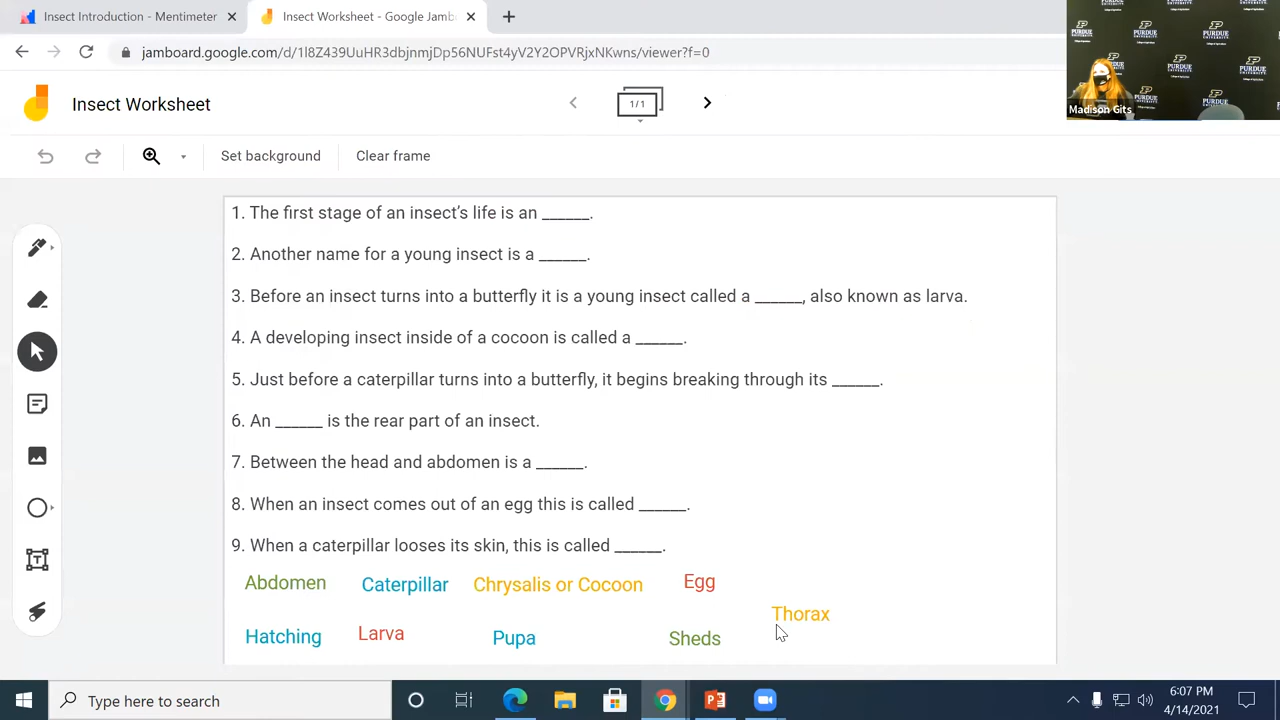 Insect Introduction - Mentimeter
Insect Worksheet - Google Jamb
jamboard.google.com/d/
/viewer?f=0
Insect Worksheet
1/1
Set background
Clear frame
Madison Gits
PURDUE
1. The first stage of an insect's life is an ______.
2. Another name for a young insect is a ______.
3. Before an insect turns into a butterfly it is a young insect called a ______, also known as larva.
4. A developing insect inside of a cocoon is called a ______.
5. Just before a caterpillar turns into a butterfly, it begins breaking through its ______.
6. An ______ is the rear part of an insect.
7. Between the head and abdomen is a ______.
8. When an insect comes out of an egg this is called ______.
9. When a caterpillar looses its skin, this is called ______.
Abdomen Caterpillar Chrysalis or Cocoon Egg
Thorax
Hatching Larva Pupa Sheds
Type here to search
6:07 PM
4/14/2021